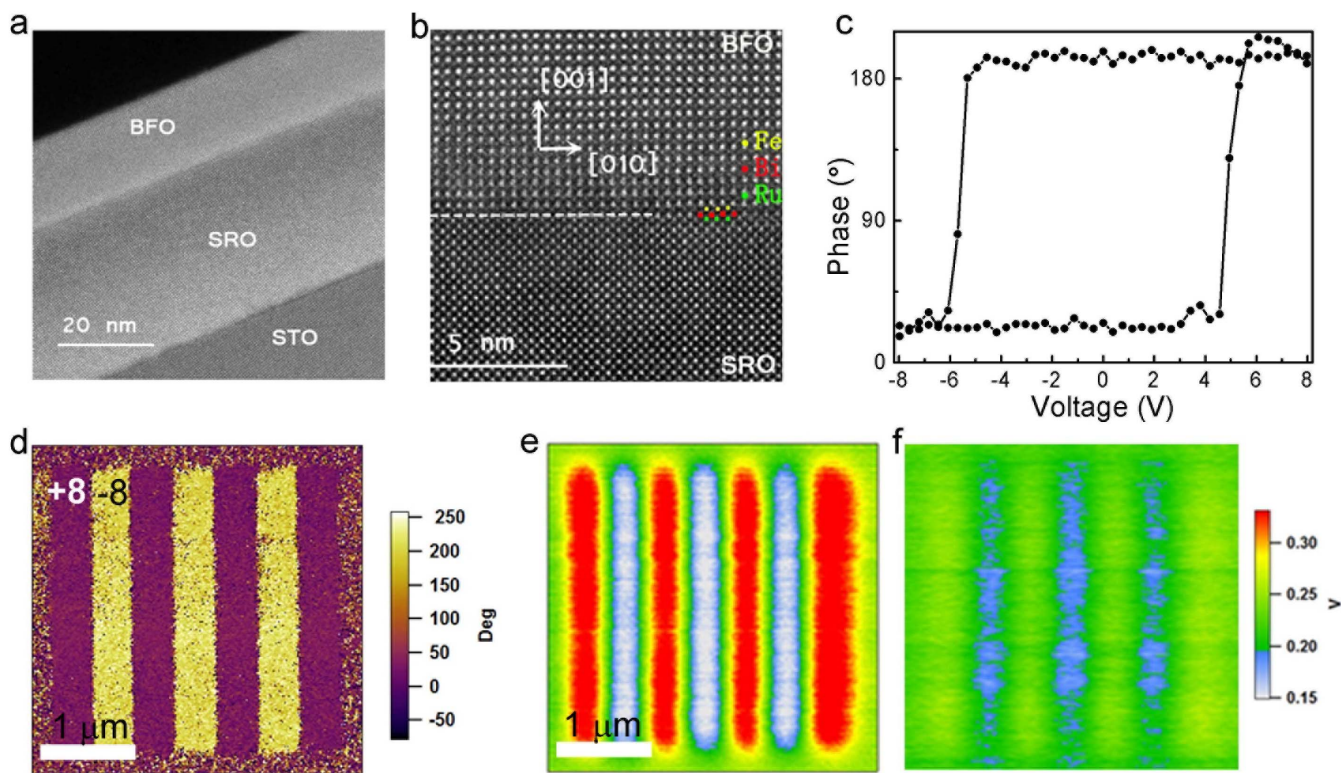 a
BFO
SRO
STO
20 nm
b
BFO
[001]
[010]
Fe
Bi
Ru
5 nm
SRO
c
180
90
0
Phase (°)
-8 -6 -4 -2 0 2 4 6 8
Voltage (V)
d
+8 -8
1 μm
250
200
150
100
50
0
-50
Deg
e
1 μm
f
0.30
0.25
0.20
0.15
V